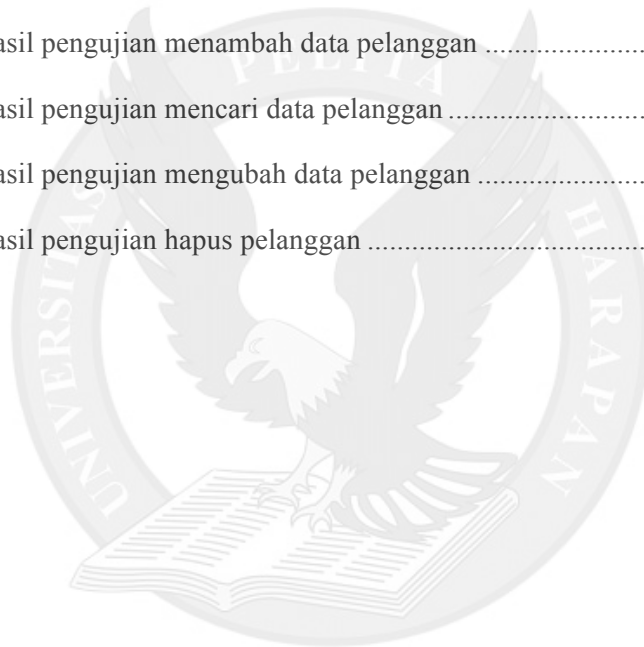 asil pengujian menambah data pelanggan ......................
asil pengujian mencari data pelanggan ...........................
asil pengujian mengubah data pelanggan .......................
asil pengujian hapus pelanggan ......................................
UNIVERSITAS PELITA HARAPAN